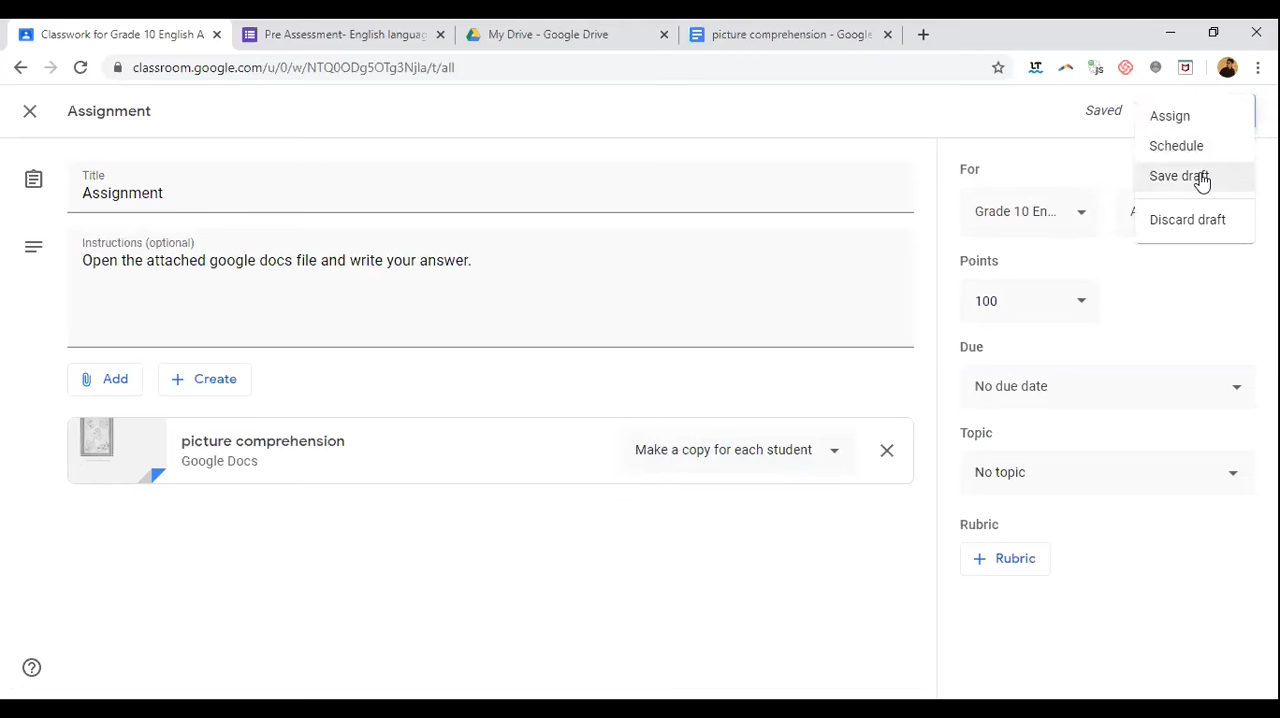 Classwork for Grade 10 English A
Pre Assessment- English languag
My Drive - Google Drive
picture comprehension - Google
classroom.google.com/u/0/w/NTQ0ODg5OTg3Njla/t/all
Assignment
Saved
Assign
Schedule
Save draft
Discard draft
Title
Assignment
Instructions (optional)
Open the attached google docs file and write your answer.
Add
Create
picture comprehension
Google Docs
Make a copy for each student
For
Grade 10 En...
A
Points
100
Due
No due date
Topic
No topic
Rubric
Rubric